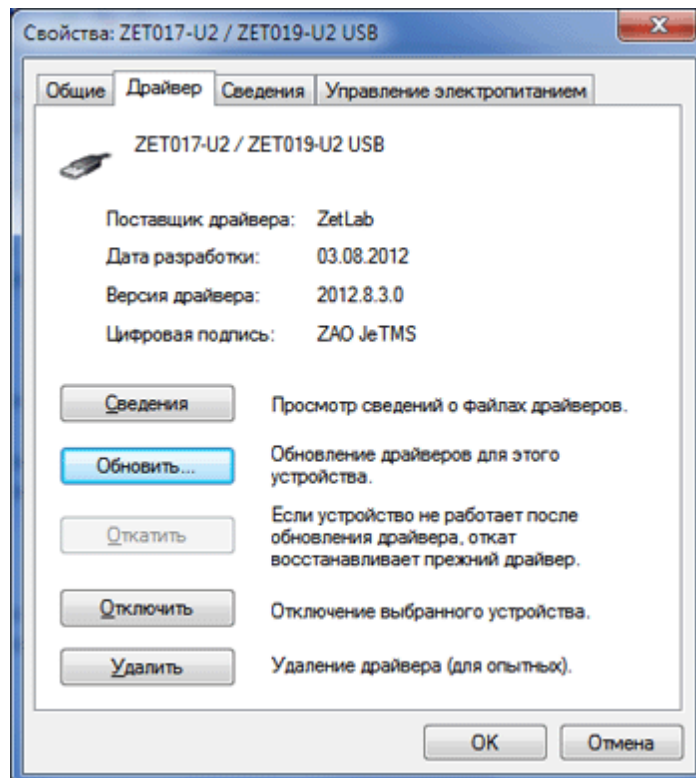 Свойства: ZET017-U2 / ZET019-U2 USB
Общие Драйвер Сведения Управление электропитанием
ZET017-U2 / ZET019-U2 USB
Поставщик драйвера: ZetLab
Дата разработки: 03.08.2012
Версия драйвера: 2012.8.3.0
Цифровая подпись: ZAO JeTMS
Сведения Просмотр сведений о файлах драйверов.
Обновить... Обновление драйверов для этого
устройства.
Откатить Если устройство не работает после
обновления драйвера, откат
восстанавливает прежний драйвер.
Отключить Отключение выбранного устройства.
Удалить Удаление драйвера (для опытных).
OK Отмена